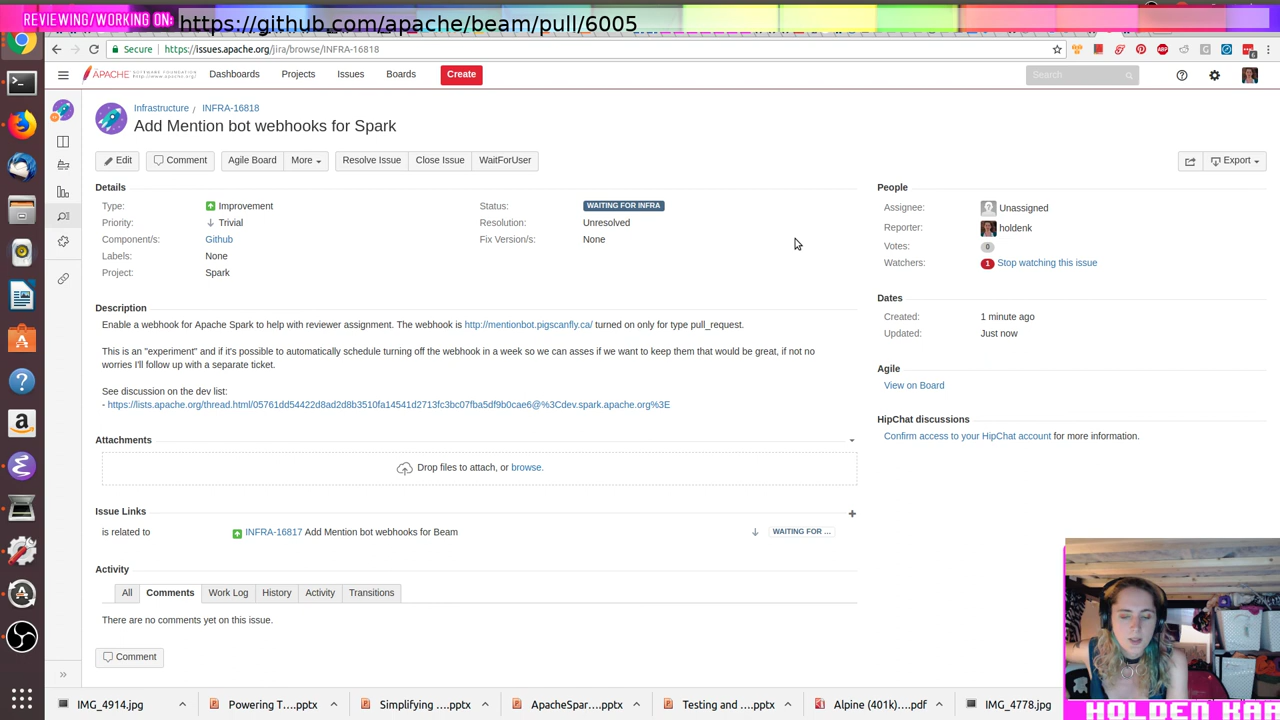 REVIEWING/WORKING ON: https://github.com/apache/beam/pull/6005
Secure https://issues.apache.org/jira/browse/INFRA-16818
6
APACHE SOFTWARE FOUNDATION Dashboards Projects Issues Boards Create Search
http://www.apache.org/
Infrastructure / INFRA-16818
Add Mention bot webhooks for Spark
Edit Comment Agile Board More Resolve Issue Close Issue WaitForUser Export
Details
Type: Improvement
Priority: Trivial
Component/s: Github
Labels: None
Project: Spark
Status: WAITING FOR INFRA
Resolution: Unresolved
Fix Version/s: None
Description
Enable a webhook for Apache Spark to help with reviewer assignment. The webhook is http://mentionbot.pigscanfly.ca/ turned on only for type pull_request.
This is an "experiment" and if it's possible to automatically schedule turning off the webhook in a week so we can asses if we want to keep them that would be great, if not no
worries I'll follow up with a separate ticket.
See discussion on the dev list:
- https://lists.apache.org/thread.html/05761dd54422d8ad2d8b3510fa14541d2713fc3bc07fba5df9b0cae6@%3Cdev.spark.apache.org%3E
Attachments
Drop files to attach, or browse.
Issue Links
is related to INFRA-16817 Add Mention bot webhooks for Beam WAITING FOR ...
Activity
All Comments Work Log History Activity Transitions
There are no comments yet on this issue.
Comment
People
Assignee: Unassigned
Reporter: holdenk
Votes: 0
Watchers: 1 Stop watching this issue
Dates
Created: 1 minute ago
Updated: Just now
Agile
View on Board
HipChat discussions
Confirm access to your HipChat account for more information.
IMG_4914.jpg Powering T....pptx Simplifying ....pptx ApacheSpar....pptx Testing and ....pptx Alpine (401k)....pdf IMG_4778.jpg
HOLDEN KAR